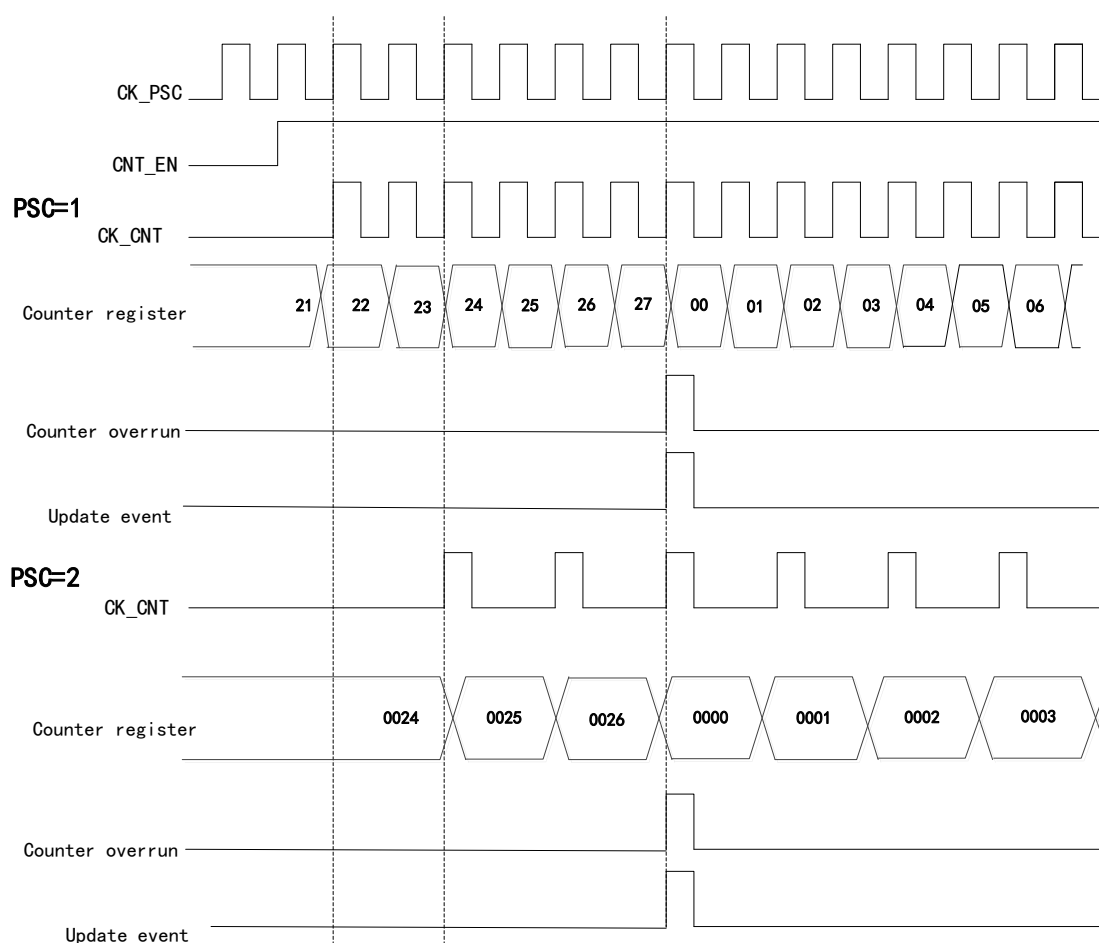 CK_PSC
CNT_EN
PSC=1
CK_CNT
Counter register 21 22 23 24 25 26 27 00 01 02 03 04 05 06
Counter overrun
Update event
PSC=2
CK_CNT
Counter register 0024 0025 0026 0000 0001 0002 0003
Counter overrun
Update event